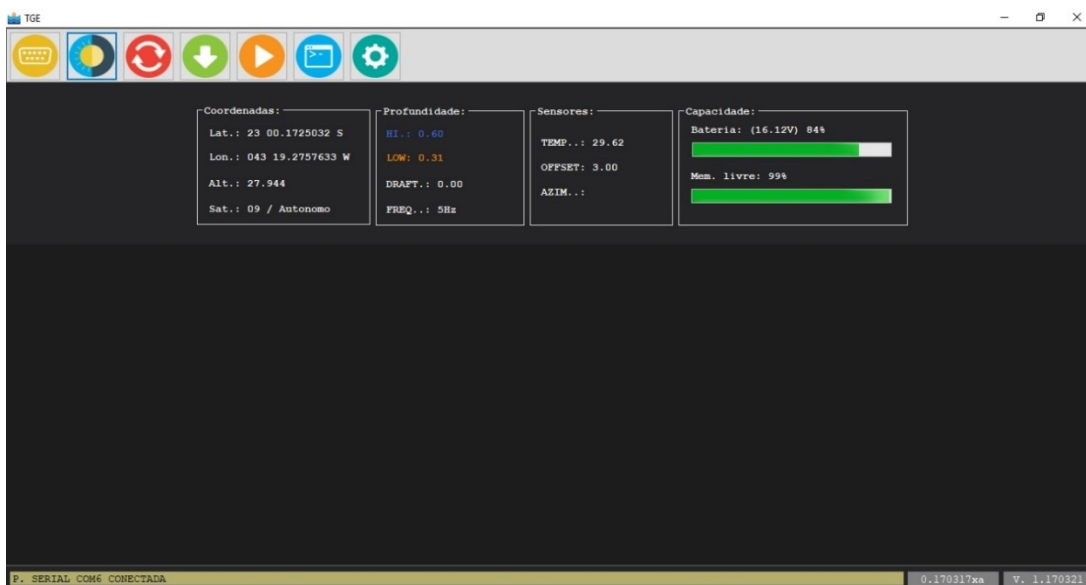 TGE
Coordenadas:
Lat.: 23 00.1725032 S
Lon.: 043 19.2757633 W
Alt.: 27.944
Sat.: 09 / Autonomo
Profundidade:
HI.: 0.60
LOW: 0.31
DRAFT.: 0.00
FREQ..: 5Hz
Sensores:
TEMP..: 29.62
OFFSET: 3.00
AZIM..:
Capacidade:
Bateria: (16.12V) 84%
Mem. livre: 99%
P. SERIAL COM6 CONECTADA
0.170317xa
V. 1.170321